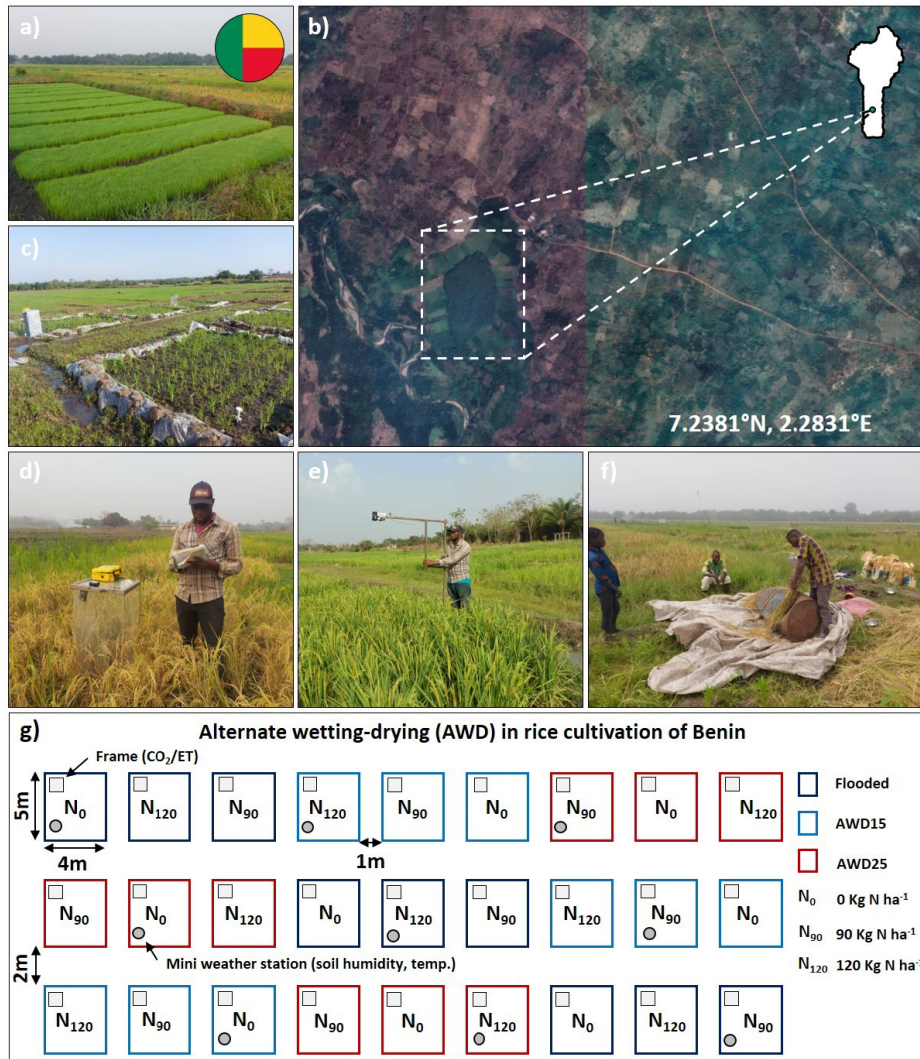 a)
b)
7.2381°N, 2.2831°E
c)
d)
e)
f)
g)
Alternate wetting-drying (AWD) in rice cultivation of Benin
Frame (CO₂/ET)
5m
N₀ N₁₂₀ N₉₀ N₁₂₀ N₉₀ N₀ N₉₀ N₀ N₁₂₀
4m
1m
N₉₀ N₀ N₁₂₀ N₀ N₁₂₀ N₉₀ N₁₂₀ N₉₀ N₀
Mini weather station (soil humidity, temp.)
2m
N₁₂₀ N₉₀ N₀ N₉₀ N₀ N₁₂₀ N₀ N₁₂₀ N₉₀
Flooded
AWD15
AWD25
N₀ 0 Kg N ha⁻¹
N₉₀ 90 Kg N ha⁻¹
N₁₂₀ 120 Kg N ha⁻¹